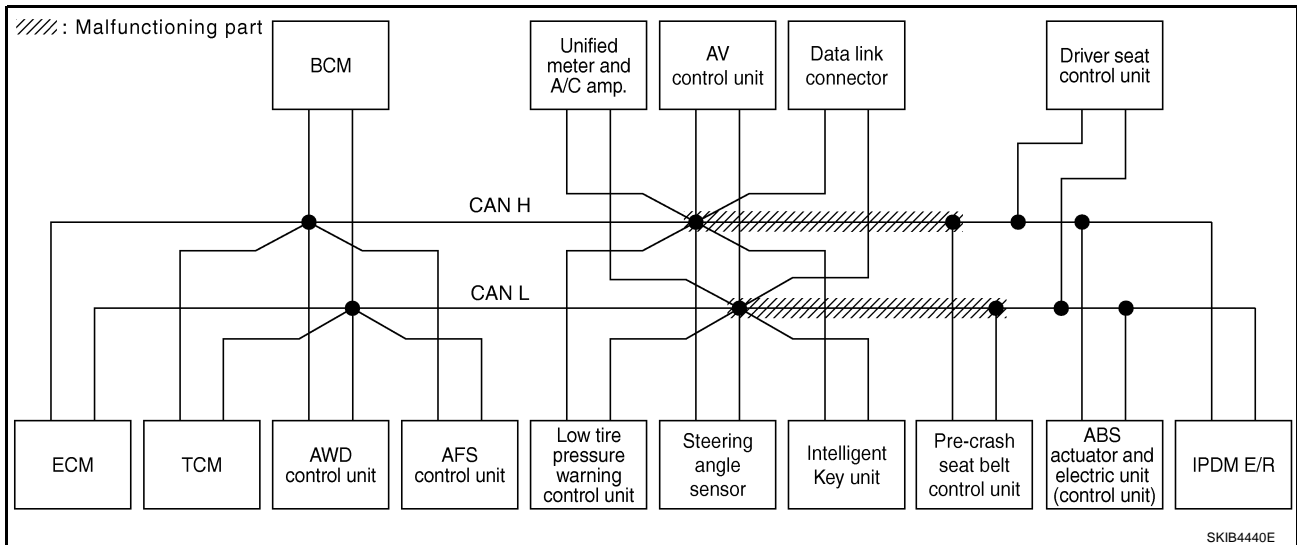 : Malfunctioning part
BCM
Unified
meter and
A/C amp.
AV
control unit
Data link
connector
Driver seat
control unit
CAN H
CAN L
ECM
TCM
AWD
control unit
AFS
control unit
Low tire
pressure
warning
control unit
Steering
angle
sensor
Intelligent
Key unit
Pre-crash
seat belt
control unit
ABS
actuator and
electric unit
(control unit)
IPDM E/R
SKIB4440E